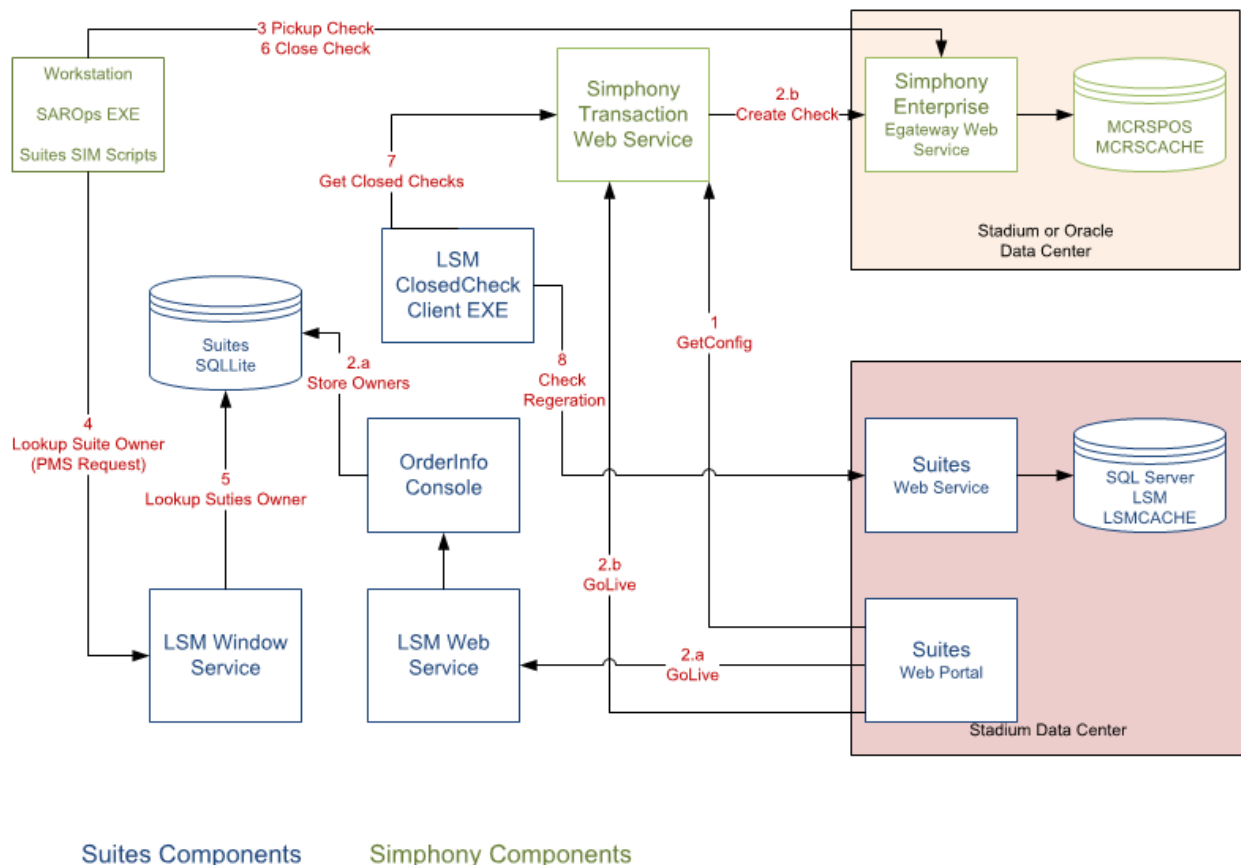 3 Pickup Check
6 Close Check
Workstation
SAROps EXE
Suites SIM Scripts
Simphony
Transaction
Web Service
2.b
Create Check
Simphony
Enterprise
Egateway Web
Service
MCRSPOS
MCRSCACHE
7
Get Closed Checks
Stadium or Oracle
Data Center
LSM
ClosedCheck
Client EXE
1
GetConfig
Suites
SQLLite
2.a
Store Owners
8
Check
Regeration
4
Lookup Suite Owner
(PMS Request)
5
Lookup Suties Owner
OrderInfo
Console
Suites
Web Service
SQL Server
LSM
LSMCACHE
2.b
GoLive
LSM Window
Service
LSM Web
Service
2.a
GoLive
Suites
Web Portal
Stadium Data Center
Suites Components
Simphony Components